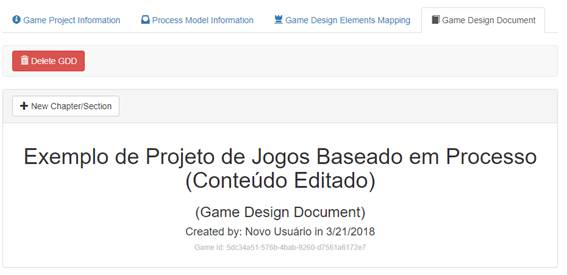 Game Project Information Process Model Information Game Design Elements Mapping Game Design Document
Delete GDD
New Chapter/Section
Exemplo de Projeto de Jogos Baseado em Processo
(Conteúdo Editado)
(Game Design Document)
Created by: Novo Usuário in 3/21/2018
Game Id: 5dc34a51-576b-4bab-9260-d7561a6172e7